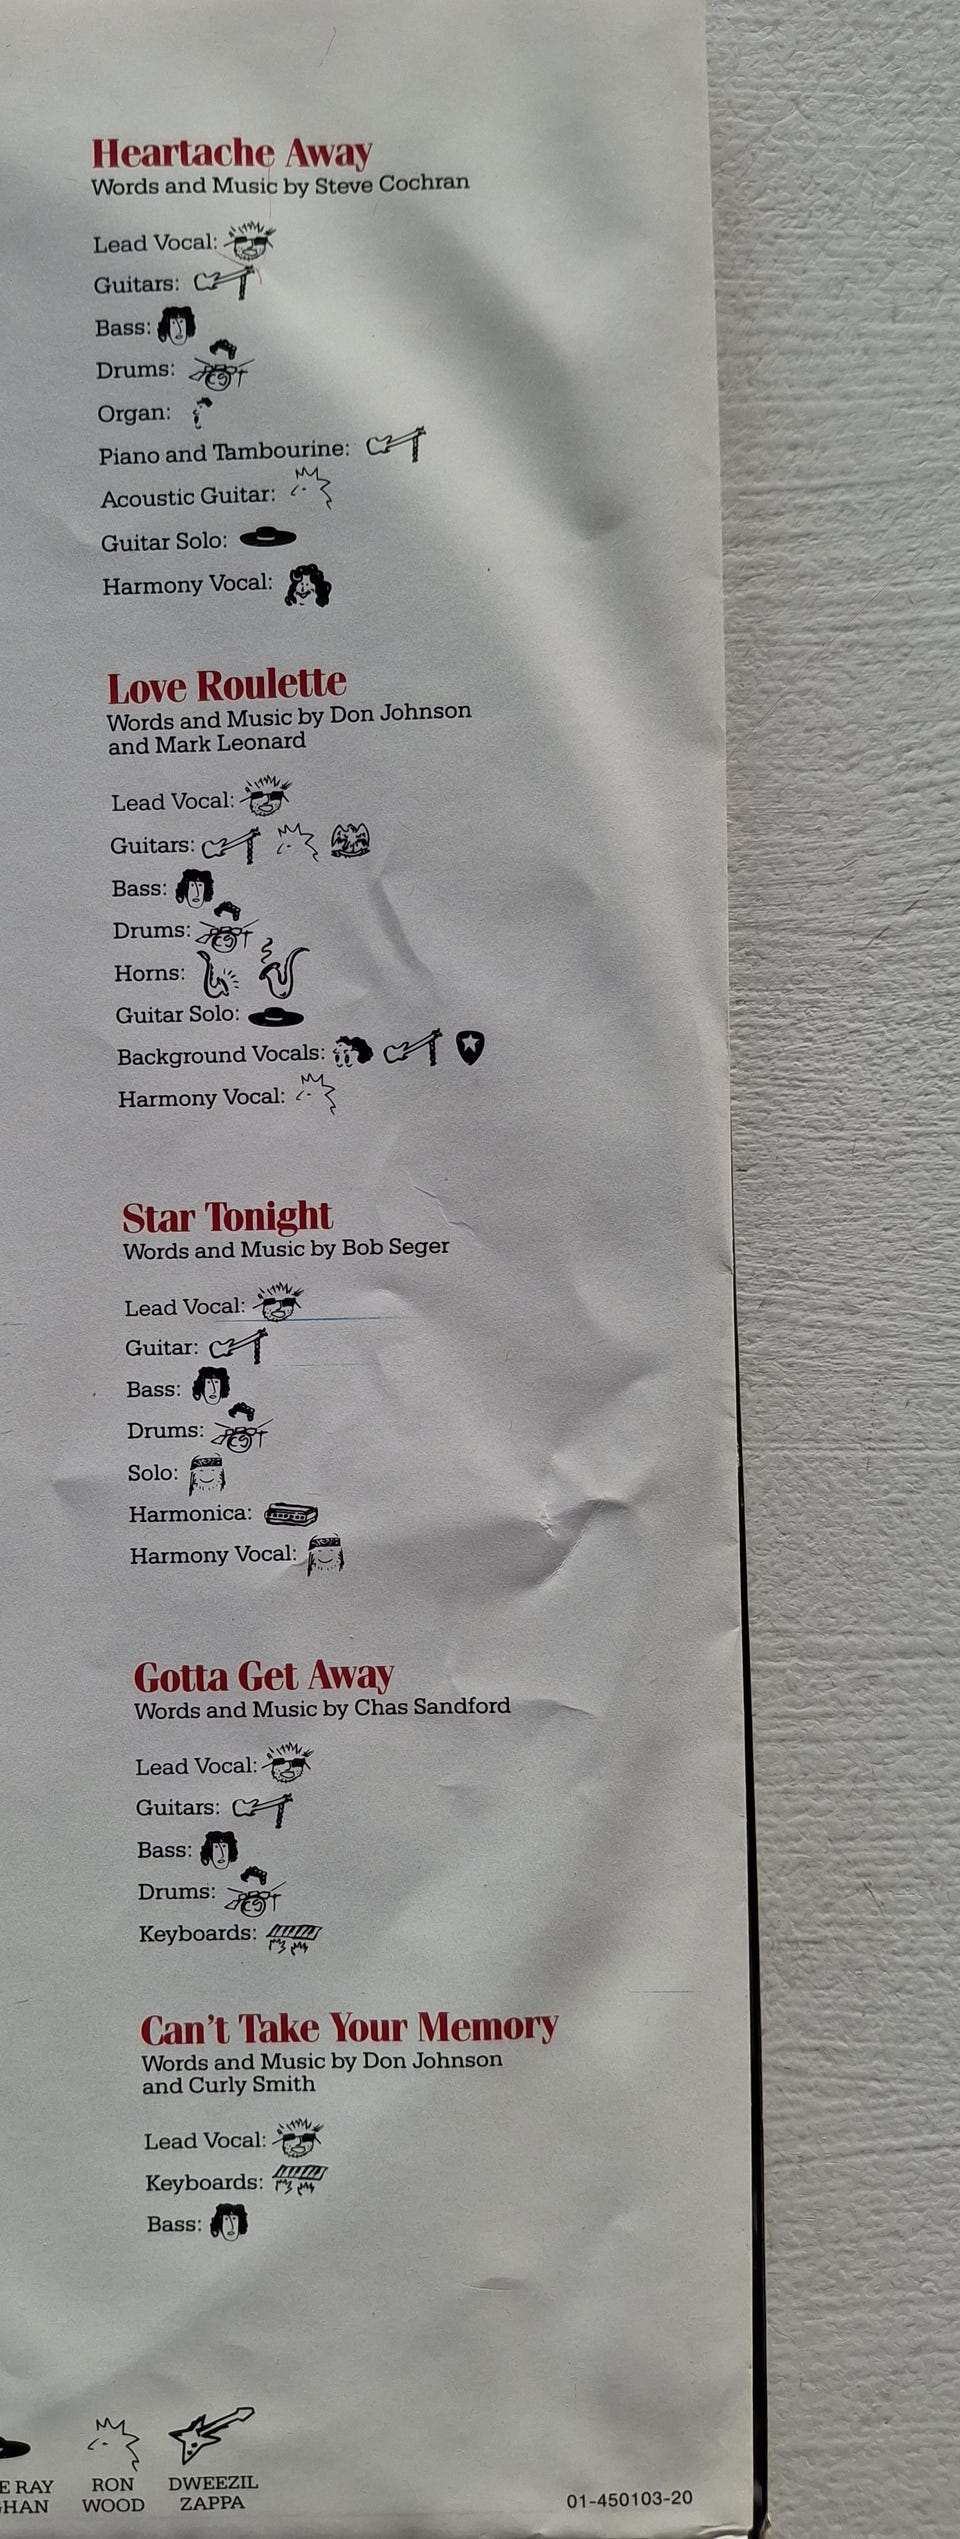 Heartache Away
Words and Music by Steve Cochran
Lead Vocal:
Guitars:
Bass:
Drums:
Organ:
Piano and Tambourine:
Acoustic Guitar:
Guitar Solo:
Harmony Vocal:
Love Roulette
Words and Music by Don Johnson
and Mark Leonard
Lead Vocal:
Guitars:
Bass:
Drums:
Horns:
Guitar Solo:
Background Vocals:
Harmony Vocal:
Star Tonight
Words and Music by Bob Seger
Lead Vocal:
Guitar:
Bass:
Drums:
Solo:
Harmonica:
Harmony Vocal:
Gotta Get Away
Words and Music by Chas Sandford
Lead Vocal:
Guitars:
Bass:
Drums:
Keyboards:
Can't Take Your Memory
Words and Music by Don Johnson
and Curly Smith
Lead Vocal:
Keyboards:
Bass:
E RAY
HAN
RON
WOOD
DWEEZIL
ZAPPA
01-450103-20